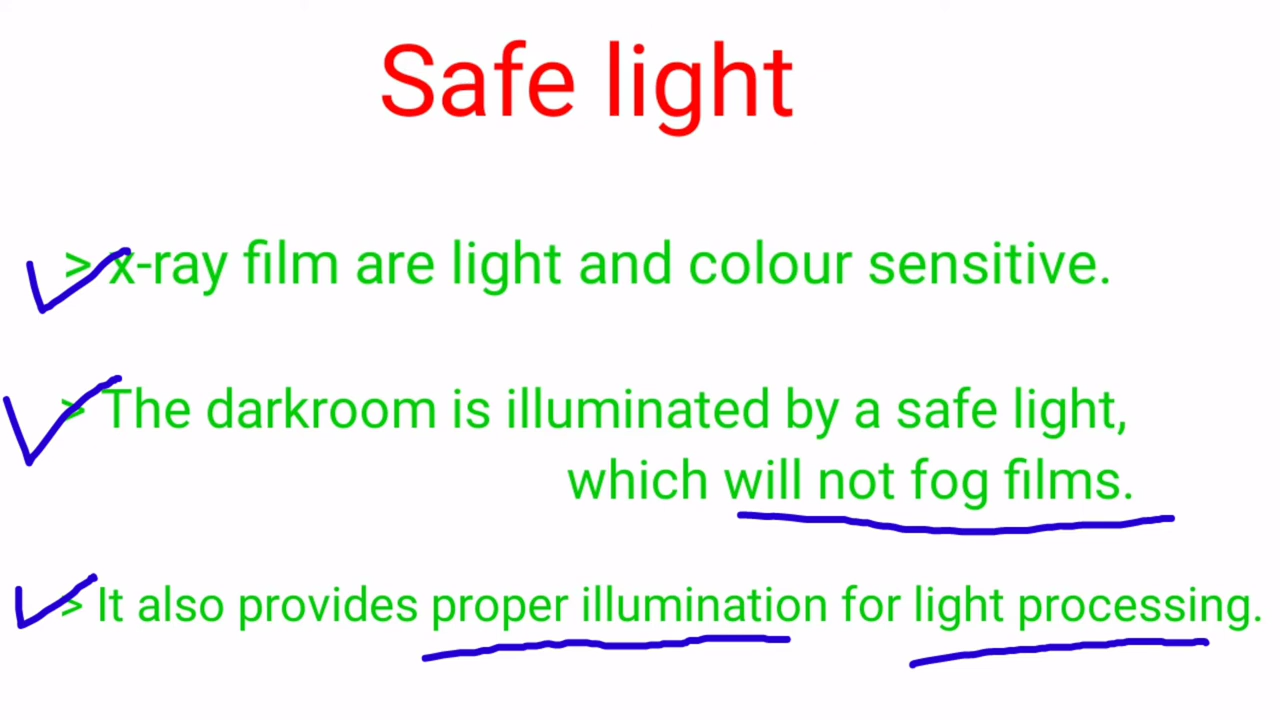 Safe light
> x-ray film are light and colour sensitive.
> The darkroom is illuminated by a safe light,
which will not fog films.
> It also provides proper illumination for light processing.